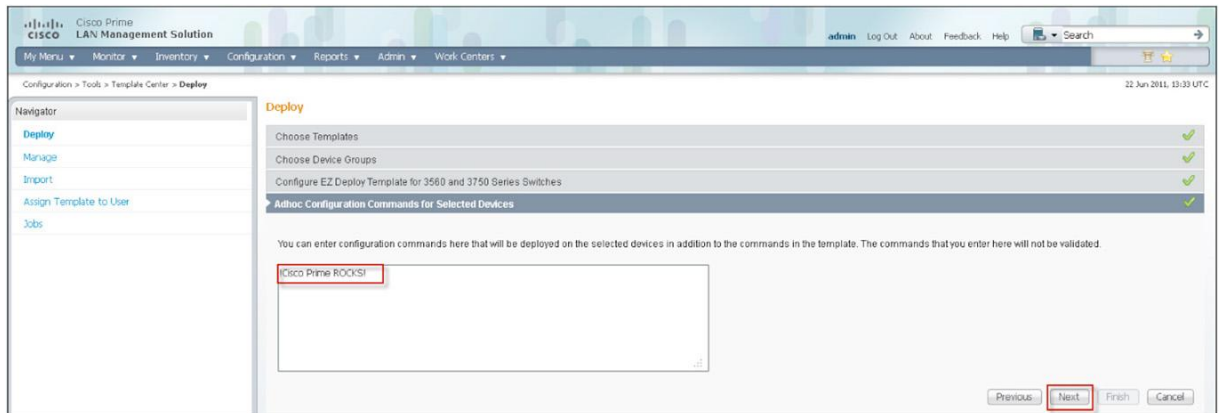 Cisco Prime
CISCO LAN Management Solution
admin Log Out About Feedback Help Search
My Menu Monitor Inventory Configuration Reports Admin Work Centers
Configuration > Tools > Template Center > Deploy
22 Jun 2011, 13:33 UTC
Navigator
Deploy
Manage
Import
Assign Template to User
Jobs
Deploy
Choose Templates
Choose Device Groups
Configure EZ Deploy Template for 3560 and 3750 Series Switches
Adhoc Configuration Commands for Selected Devices
You can enter configuration commands here that will be deployed on the selected devices in addition to the commands in the template. The commands that you enter here will not be validated.
!Cisco Prime ROCKS!
Previous Next Finish Cancel